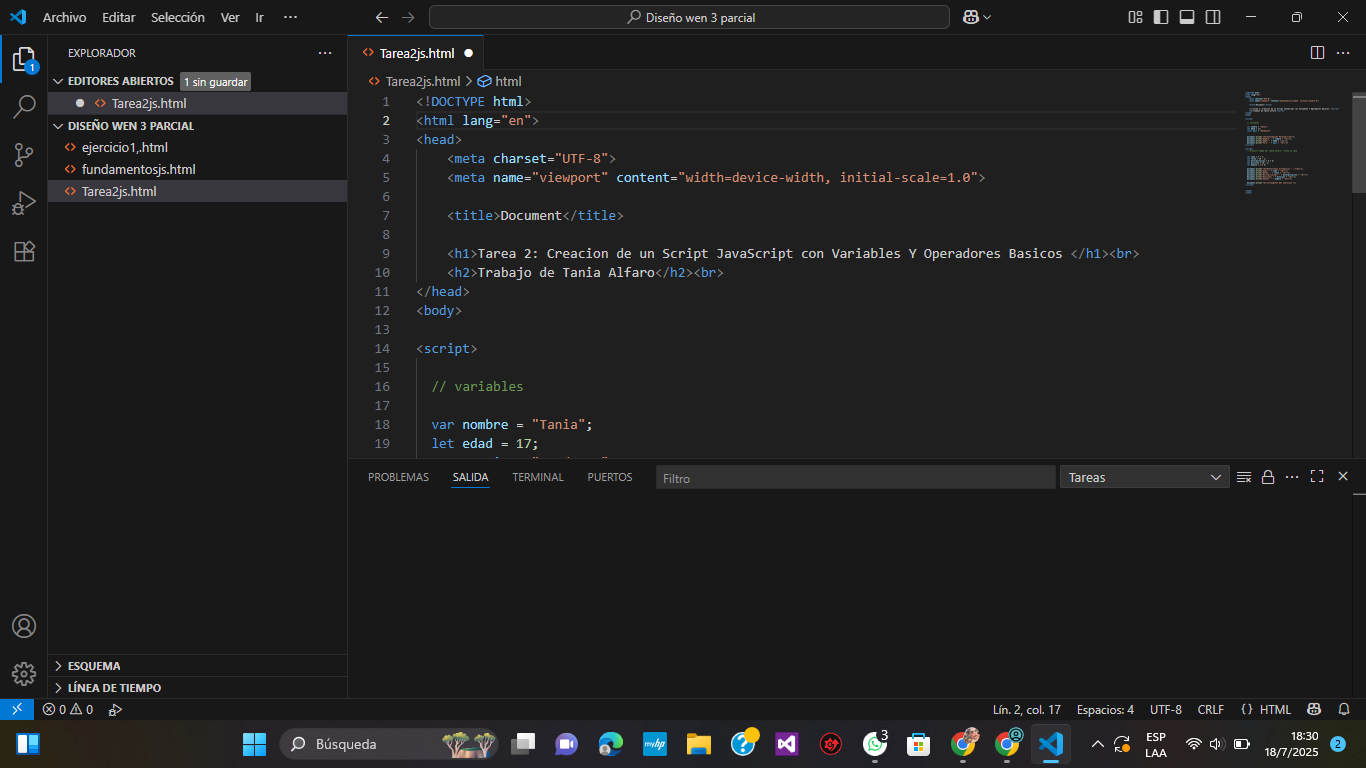 Archivo Editar Selección Ver Ir ···
Diseño wen 3 parcial
EXPLORADOR
EDITORES ABIERTOS 1 sin guardar
Tarea2js.html
DISEÑO WEN 3 PARCIAL
ejercicio1,.html
fundamentosjs.html
Tarea2js.html
ESQUEMA
LÍNEA DE TIEMPO
Tarea2js.html
Tarea2js.html > html
1 <!DOCTYPE html>
2 <html lang="en">
3 <head>
4 <meta charset="UTF-8">
5 <meta name="viewport" content="width=device-width, initial-scale=1.0">
6
7 <title>Document</title>
8
9 <h1>Tarea 2: Creacion de un Script JavaScript con Variables Y Operadores Basicos </h1><br>
10 <h2>Trabajo de Tania Alfaro</h2><br>
11 </head>
12 <body>
13
14 <script>
15
16 // variables
17
18 var nombre = "Tania";
19 let edad = 17;
PROBLEMAS SALIDA TERMINAL PUERTOS Filtro Tareas
0 0 Lín. 2, col. 17 Espacios: 4 UTF-8 CRLF {} HTML
1
Búsqueda
myhp
3
ESP
LAA
18:30
18/7/2025
2